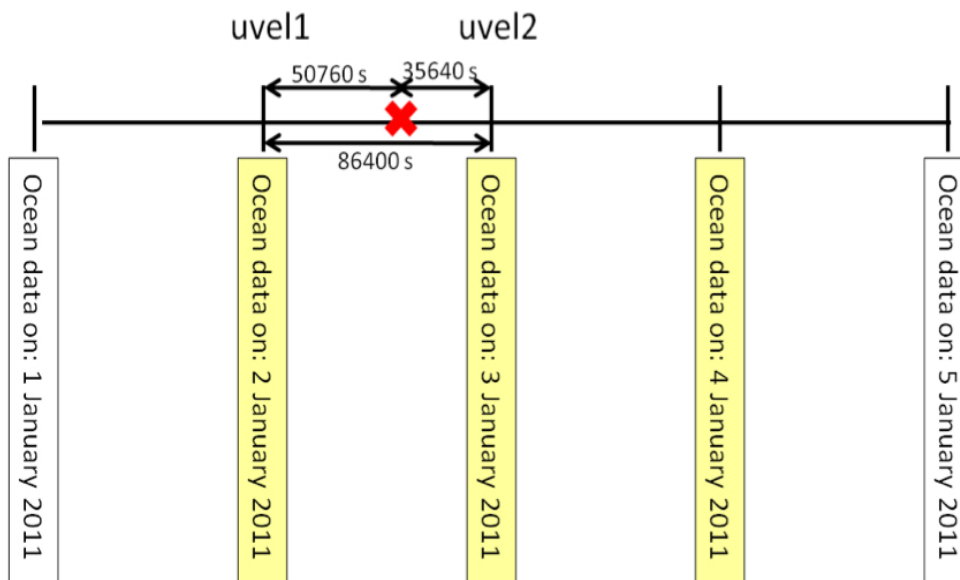 uvel1
uvel2
50760 s
35640 s
86400 s
Ocean data on: 1 January 2011
Ocean data on: 2 January 2011
Ocean data on: 3 January 2011
Ocean data on: 4 January 2011
Ocean data on: 5 January 2011